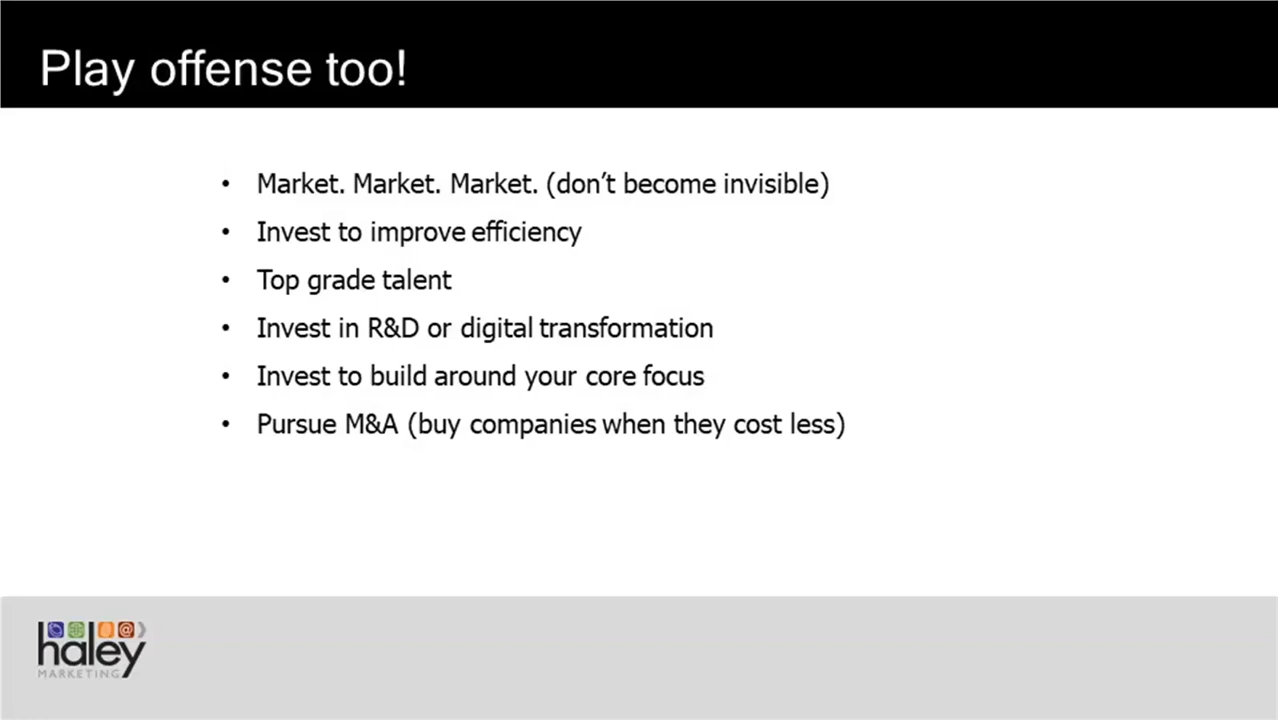 Play offense too!
• Market. Market. Market. (don’t become invisible)
• Invest to improve efficiency
• Top grade talent
• Invest in R&D or digital transformation
• Invest to build around your core focus
• Pursue M&A (buy companies when they cost less)
haley
MARKETING